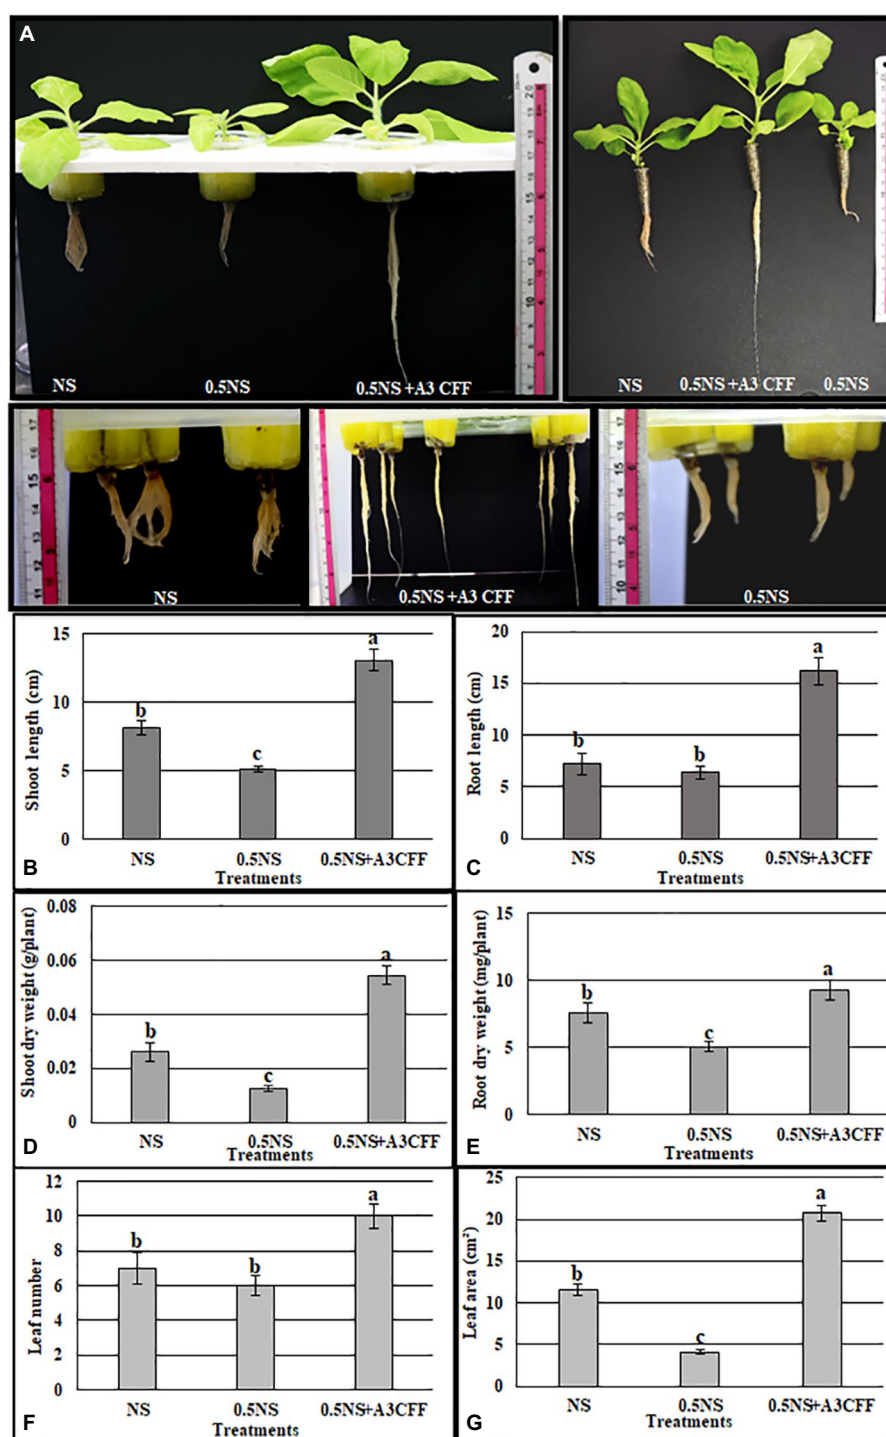 A
NS
0.5NS
0.5NS +A3 CFF
NS
0.5NS +A3 CFF
0.5NS
NS
0.5NS +A3 CFF
0.5NS
15
10
5
0
Shoot length (cm)
b
c
a
NS
0.5NS
0.5NS+A3CFF
Treatments
B
20
15
10
5
0
Root length (cm)
b
b
a
NS
0.5NS
0.5NS+A3CFF
Treatments
C
0.08
0.06
0.04
0.02
0
Shoot dry weight (g/plant)
b
c
a
NS
0.5NS
0.5NS+A3CFF
Treatments
D
15
10
5
0
Root dry weight (mg/plant)
b
c
a
NS
0.5NS
0.5NS+A3CFF
Treatments
E
12
10
8
6
4
2
0
Leaf number
b
b
a
NS
0.5NS
0.5NS+A3CFF
Treatments
F
25
20
15
10
5
0
Leaf area (cm²)
b
c
a
NS
0.5NS
0.5NS+A3CFF
Treatments
G